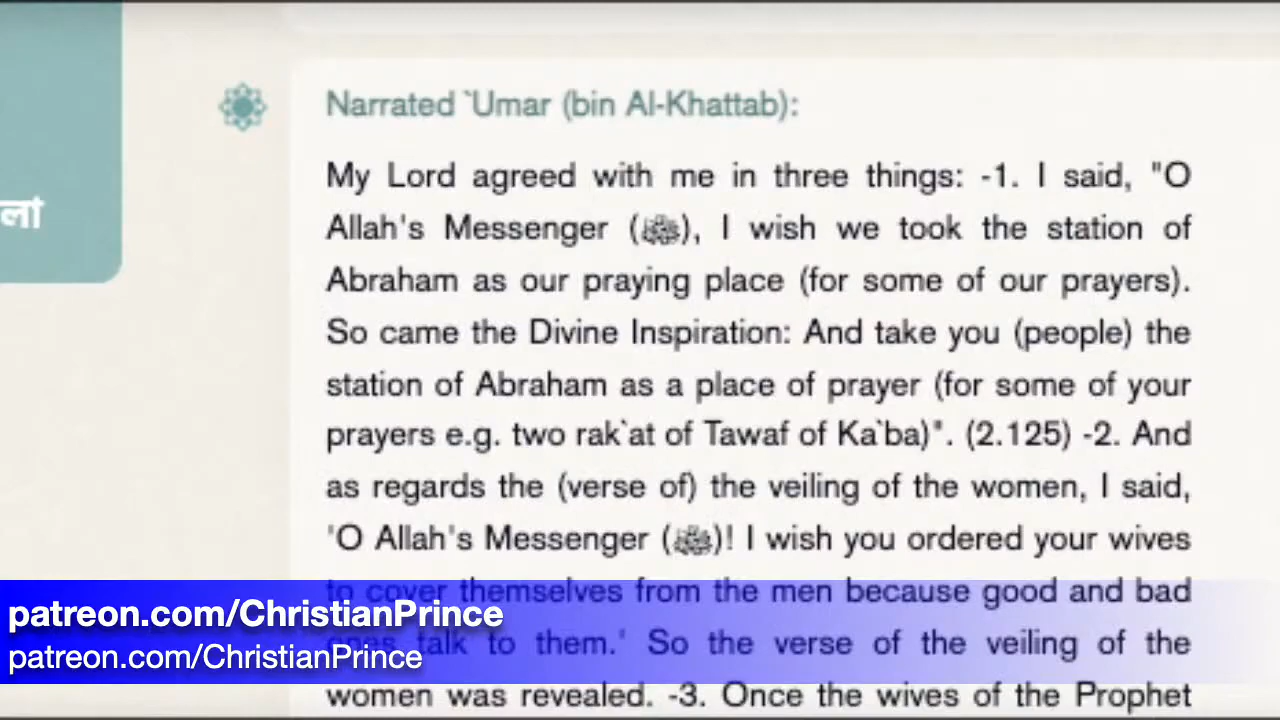 Narrated `Umar (bin Al-Khattab):
My Lord agreed with me in three things: -1. I said, "O
Allah's Messenger (ﷺ), I wish we took the station of
Abraham as our praying place (for some of our prayers).
So came the Divine Inspiration: And take you (people) the
station of Abraham as a place of prayer (for some of your
prayers e.g. two rak`at of Tawaf of Ka`ba)". (2.125) -2. And
as regards the (verse of) the veiling of the women, I said,
'O Allah's Messenger (ﷺ)! I wish you ordered your wives
to cover themselves from the men because good and bad
ones talk to them.' So the verse of the veiling of the
women was revealed. -3. Once the wives of the Prophet
patreon.com/ChristianPrince
patreon.com/ChristianPrince